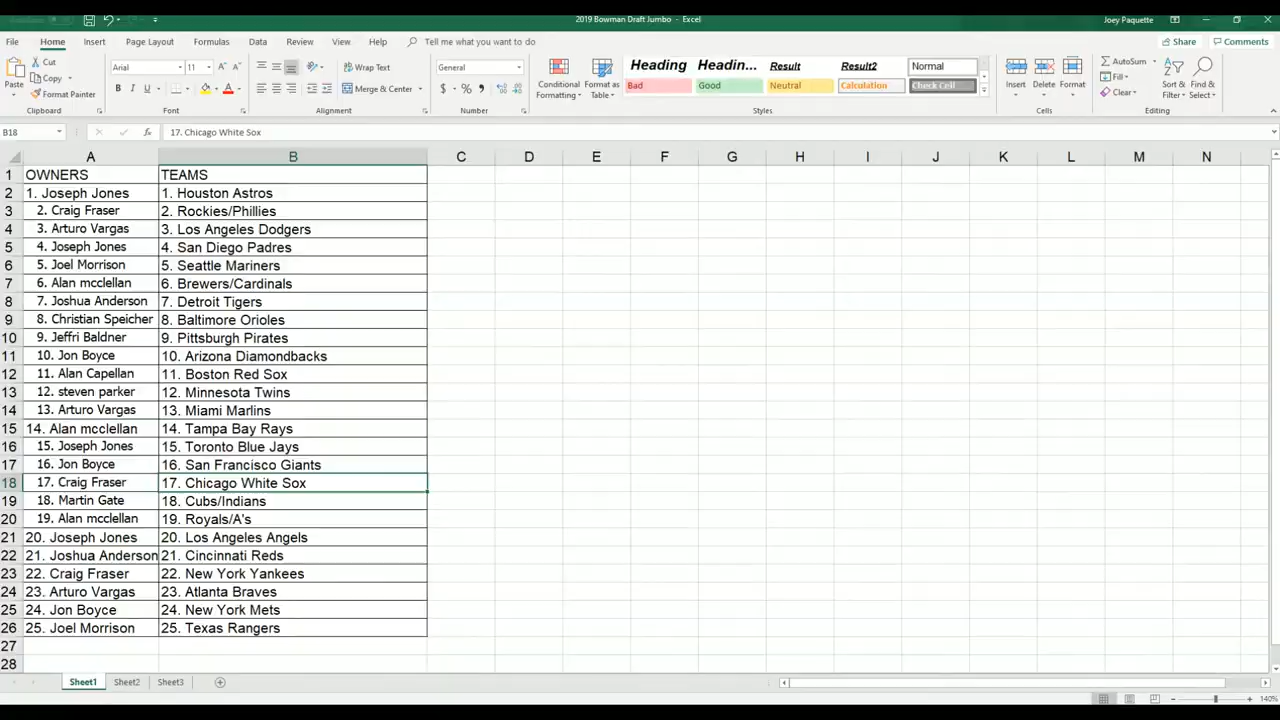 2019 Bowman Draft Jumbo - Excel
Joey Paquette
File Home Insert Page Layout Formulas Data Review View Help Tell me what you want to do
Share Comments
Paste
Cut
Copy
Format Painter
Clipboard
Arial 11
B I U
Font
Wrap Text
Merge & Center
Alignment
General
$ % ,
Number
Conditional Formatting
Format as Table
Heading Headin... Result Result2 Normal
Bad Good Neutral Calculation Check Cell
Styles
Insert Delete Format
Cells
AutoSum
Fill
Clear
Sort & Filter
Find & Select
Editing
B18 fx 17. Chicago White Sox
A B C D E F G H I J K L M N
1 OWNERS TEAMS
2 1. Joseph Jones 1. Houston Astros
3 2. Craig Fraser 2. Rockies/Phillies
4 3. Arturo Vargas 3. Los Angeles Dodgers
5 4. Joseph Jones 4. San Diego Padres
6 5. Joel Morrison 5. Seattle Mariners
7 6. Alan mcclellan 6. Brewers/Cardinals
8 7. Joshua Anderson 7. Detroit Tigers
9 8. Christian Speicher 8. Baltimore Orioles
10 9. Jeffri Baldner 9. Pittsburgh Pirates
11 10. Jon Boyce 10. Arizona Diamondbacks
12 11. Alan Capellan 11. Boston Red Sox
13 12. steven parker 12. Minnesota Twins
14 13. Arturo Vargas 13. Miami Marlins
15 14. Alan mcclellan 14. Tampa Bay Rays
16 15. Joseph Jones 15. Toronto Blue Jays
17 16. Jon Boyce 16. San Francisco Giants
18 17. Craig Fraser 17. Chicago White Sox
19 18. Martin Gate 18. Cubs/Indians
20 19. Alan mcclellan 19. Royals/A's
21 20. Joseph Jones 20. Los Angeles Angels
22 21. Joshua Anderson 21. Cincinnati Reds
23 22. Craig Fraser 22. New York Yankees
24 23. Arturo Vargas 23. Atlanta Braves
25 24. Jon Boyce 24. New York Mets
26 25. Joel Morrison 25. Texas Rangers
27
28
Sheet1 Sheet2 Sheet3
140%